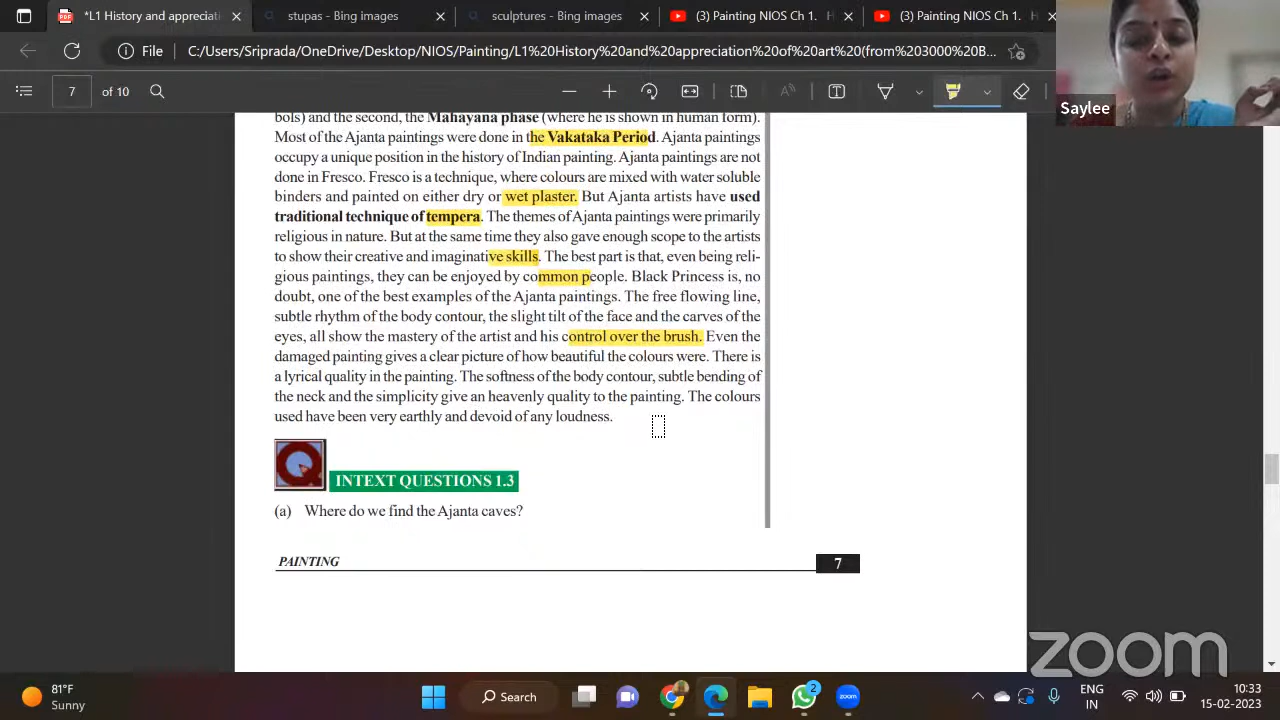 *L1 History and appreciati
stupas - Bing images
sculptures - Bing images
(3) Painting NIOS Ch 1. H
(3) Painting NIOS Ch 1. H
File
C:/Users/Sriprada/OneDrive/Desktop/NIOS/Painting/L1%20History%20and%20appreciation%20of%20art%20(from%203000%20B...
7 of 10
Saylee
bols) and the second, the Mahayana phase (where he is shown in human form).
Most of the Ajanta paintings were done in the Vakataka Period. Ajanta paintings
occupy a unique position in the history of Indian painting. Ajanta paintings are not
done in Fresco. Fresco is a technique, where colours are mixed with water soluble
binders and painted on either dry or wet plaster. But Ajanta artists have used
traditional technique of tempera. The themes of Ajanta paintings were primarily
religious in nature. But at the same time they also gave enough scope to the artists
to show their creative and imaginative skills. The best part is that, even being reli-
gious paintings, they can be enjoyed by common people. Black Princess is, no
doubt, one of the best examples of the Ajanta paintings. The free flowing line,
subtle rhythm of the body contour, the slight tilt of the face and the carves of the
eyes, all show the mastery of the artist and his control over the brush. Even the
damaged painting gives a clear picture of how beautiful the colours were. There is
a lyrical quality in the painting. The softness of the body contour, subtle bending of
the neck and the simplicity give an heavenly quality to the painting. The colours
used have been very earthly and devoid of any loudness.
INTEXT QUESTIONS 1.3
(a) Where do we find the Ajanta caves?
PAINTING
7
zoom
81°F
Sunny
Search
2
zoom
ENG
IN
10:33
15-02-2023